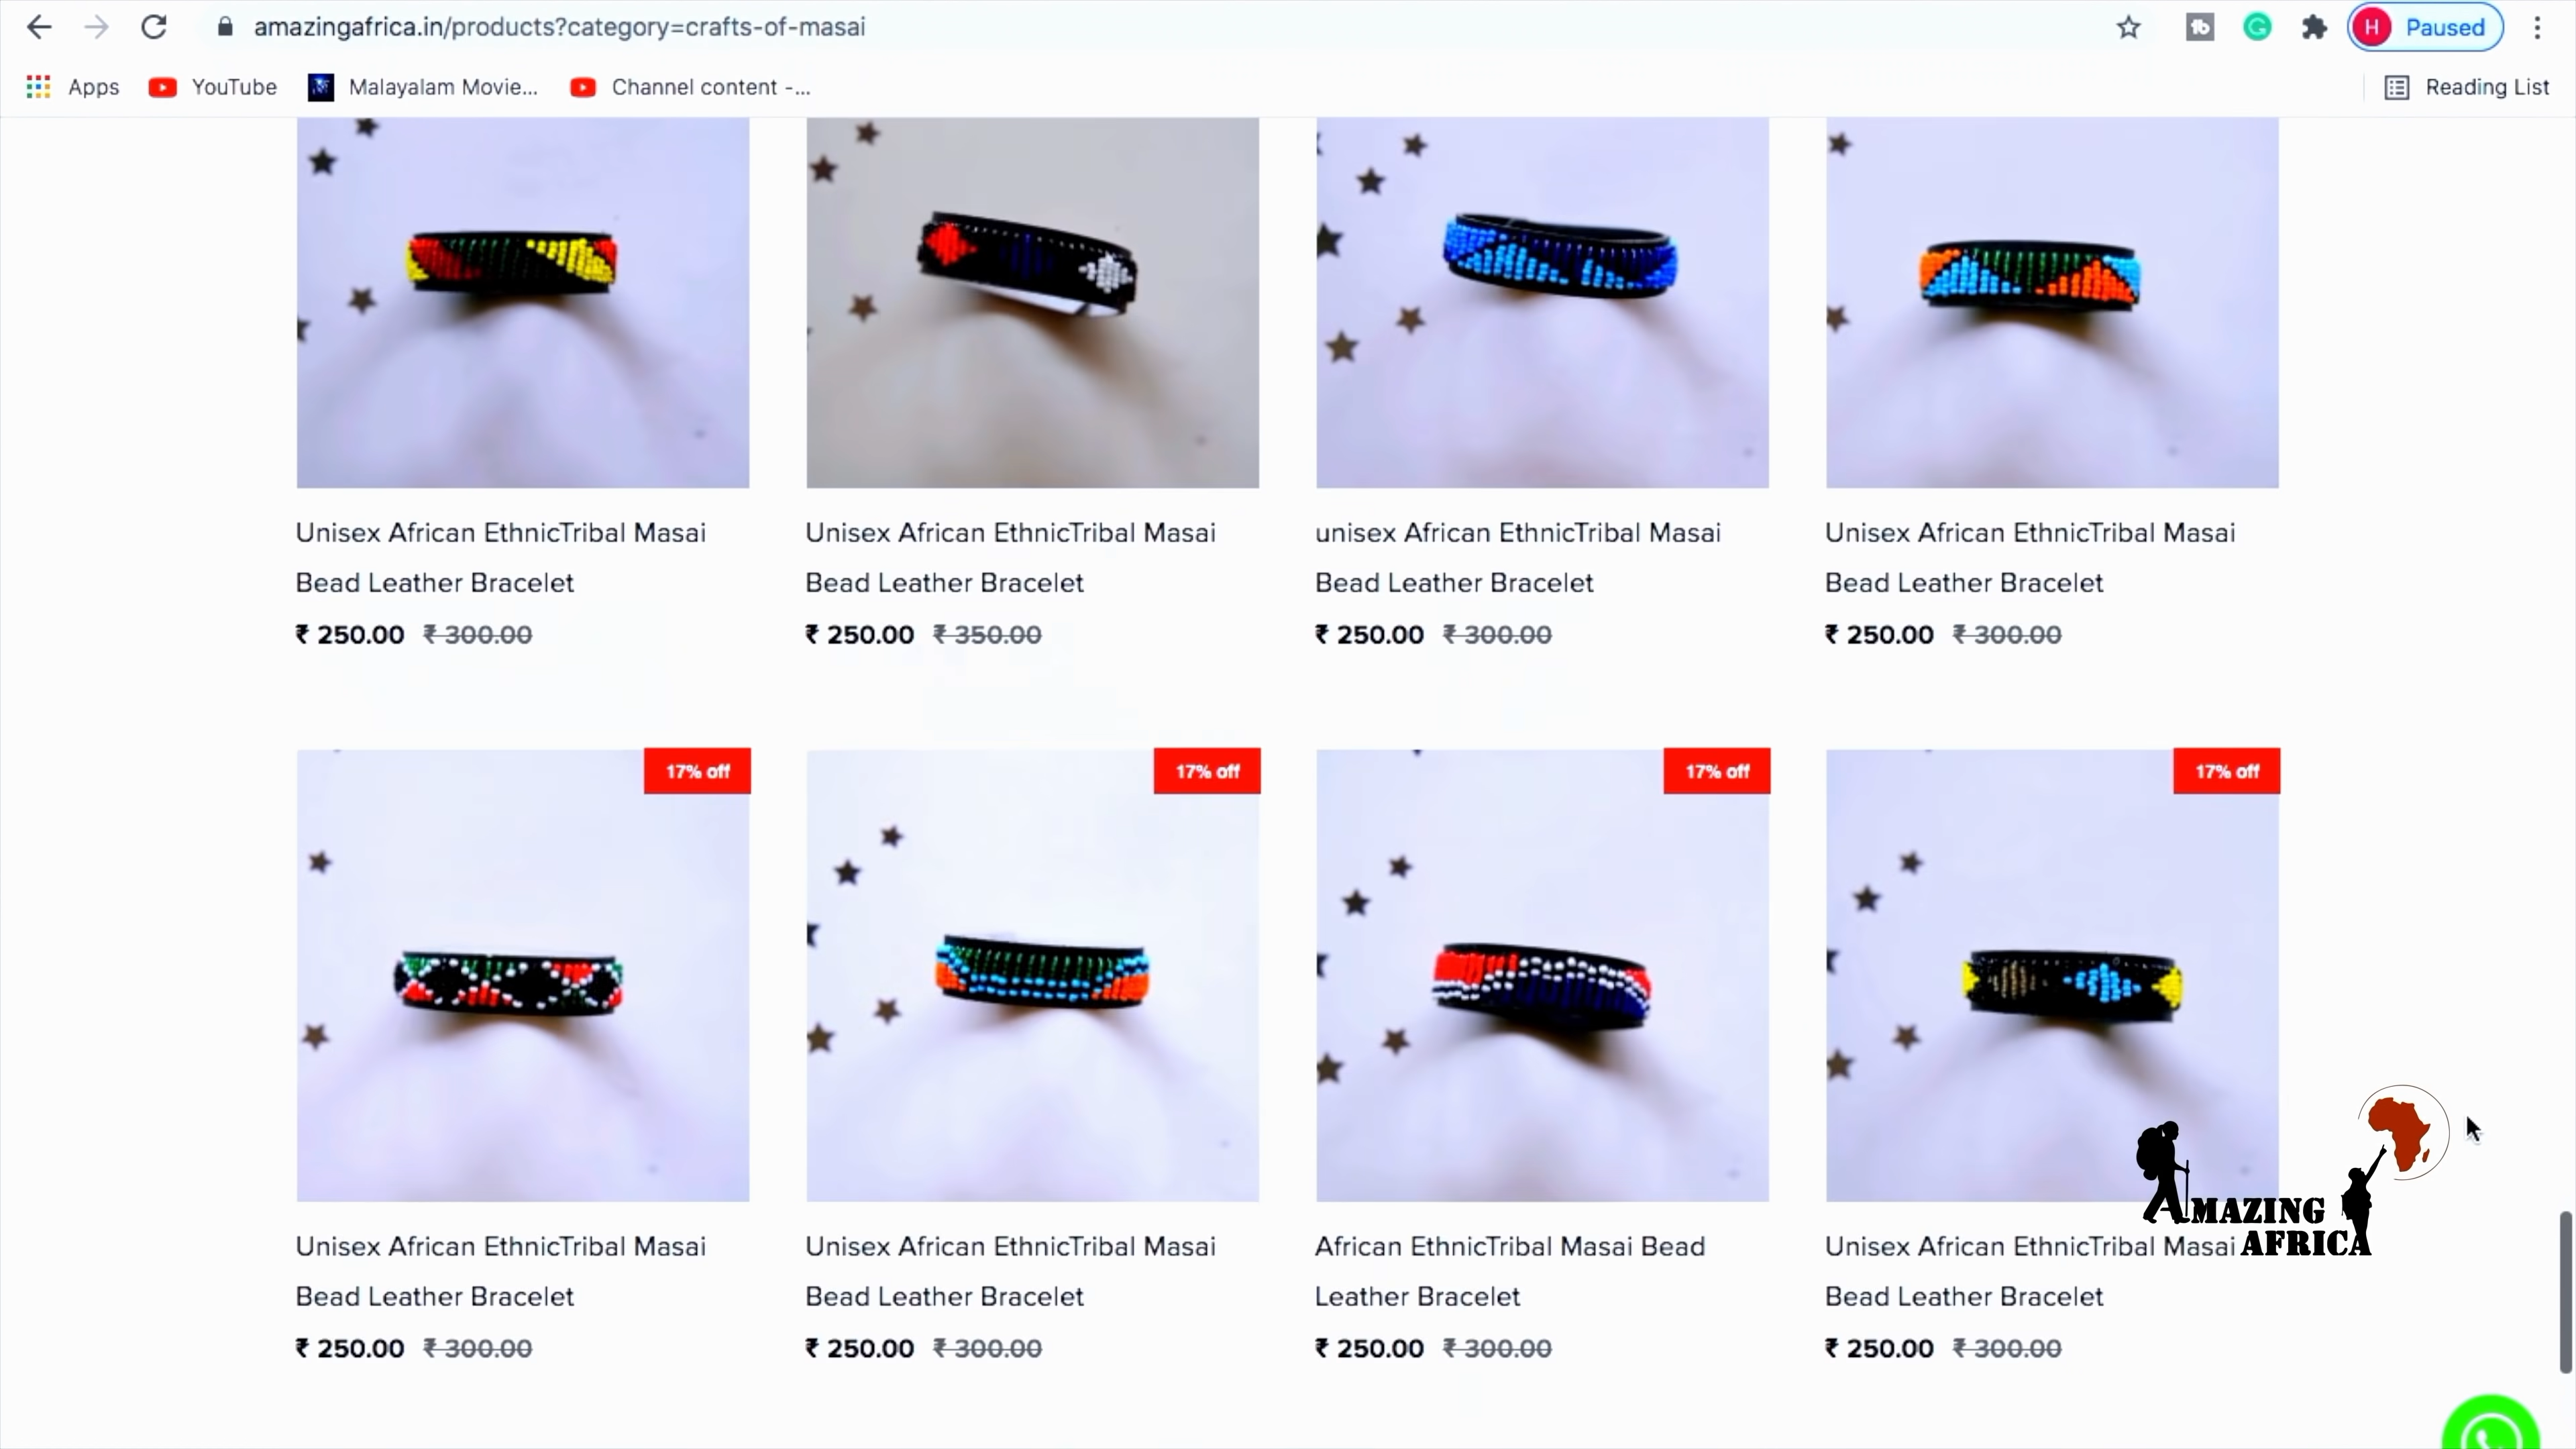 amazingafrica.in/products?category=crafts-of-masai
H Paused
Apps YouTube Malayalam Movie... Channel content -... Reading List
Unisex African EthnicTribal Masai
Bead Leather Bracelet
₹ 250.00 ₹ 300.00
Unisex African EthnicTribal Masai
Bead Leather Bracelet
₹ 250.00 ₹ 350.00
unisex African EthnicTribal Masai
Bead Leather Bracelet
₹ 250.00 ₹ 300.00
Unisex African EthnicTribal Masai
Bead Leather Bracelet
₹ 250.00 ₹ 300.00
17% off
Unisex African EthnicTribal Masai
Bead Leather Bracelet
₹ 250.00 ₹ 300.00
17% off
Unisex African EthnicTribal Masai
Bead Leather Bracelet
₹ 250.00 ₹ 300.00
17% off
African EthnicTribal Masai Bead
Leather Bracelet
₹ 250.00 ₹ 300.00
17% off
Unisex African EthnicTribal Masai
Bead Leather Bracelet
₹ 250.00 ₹ 300.00
AMAZING
AFRICA